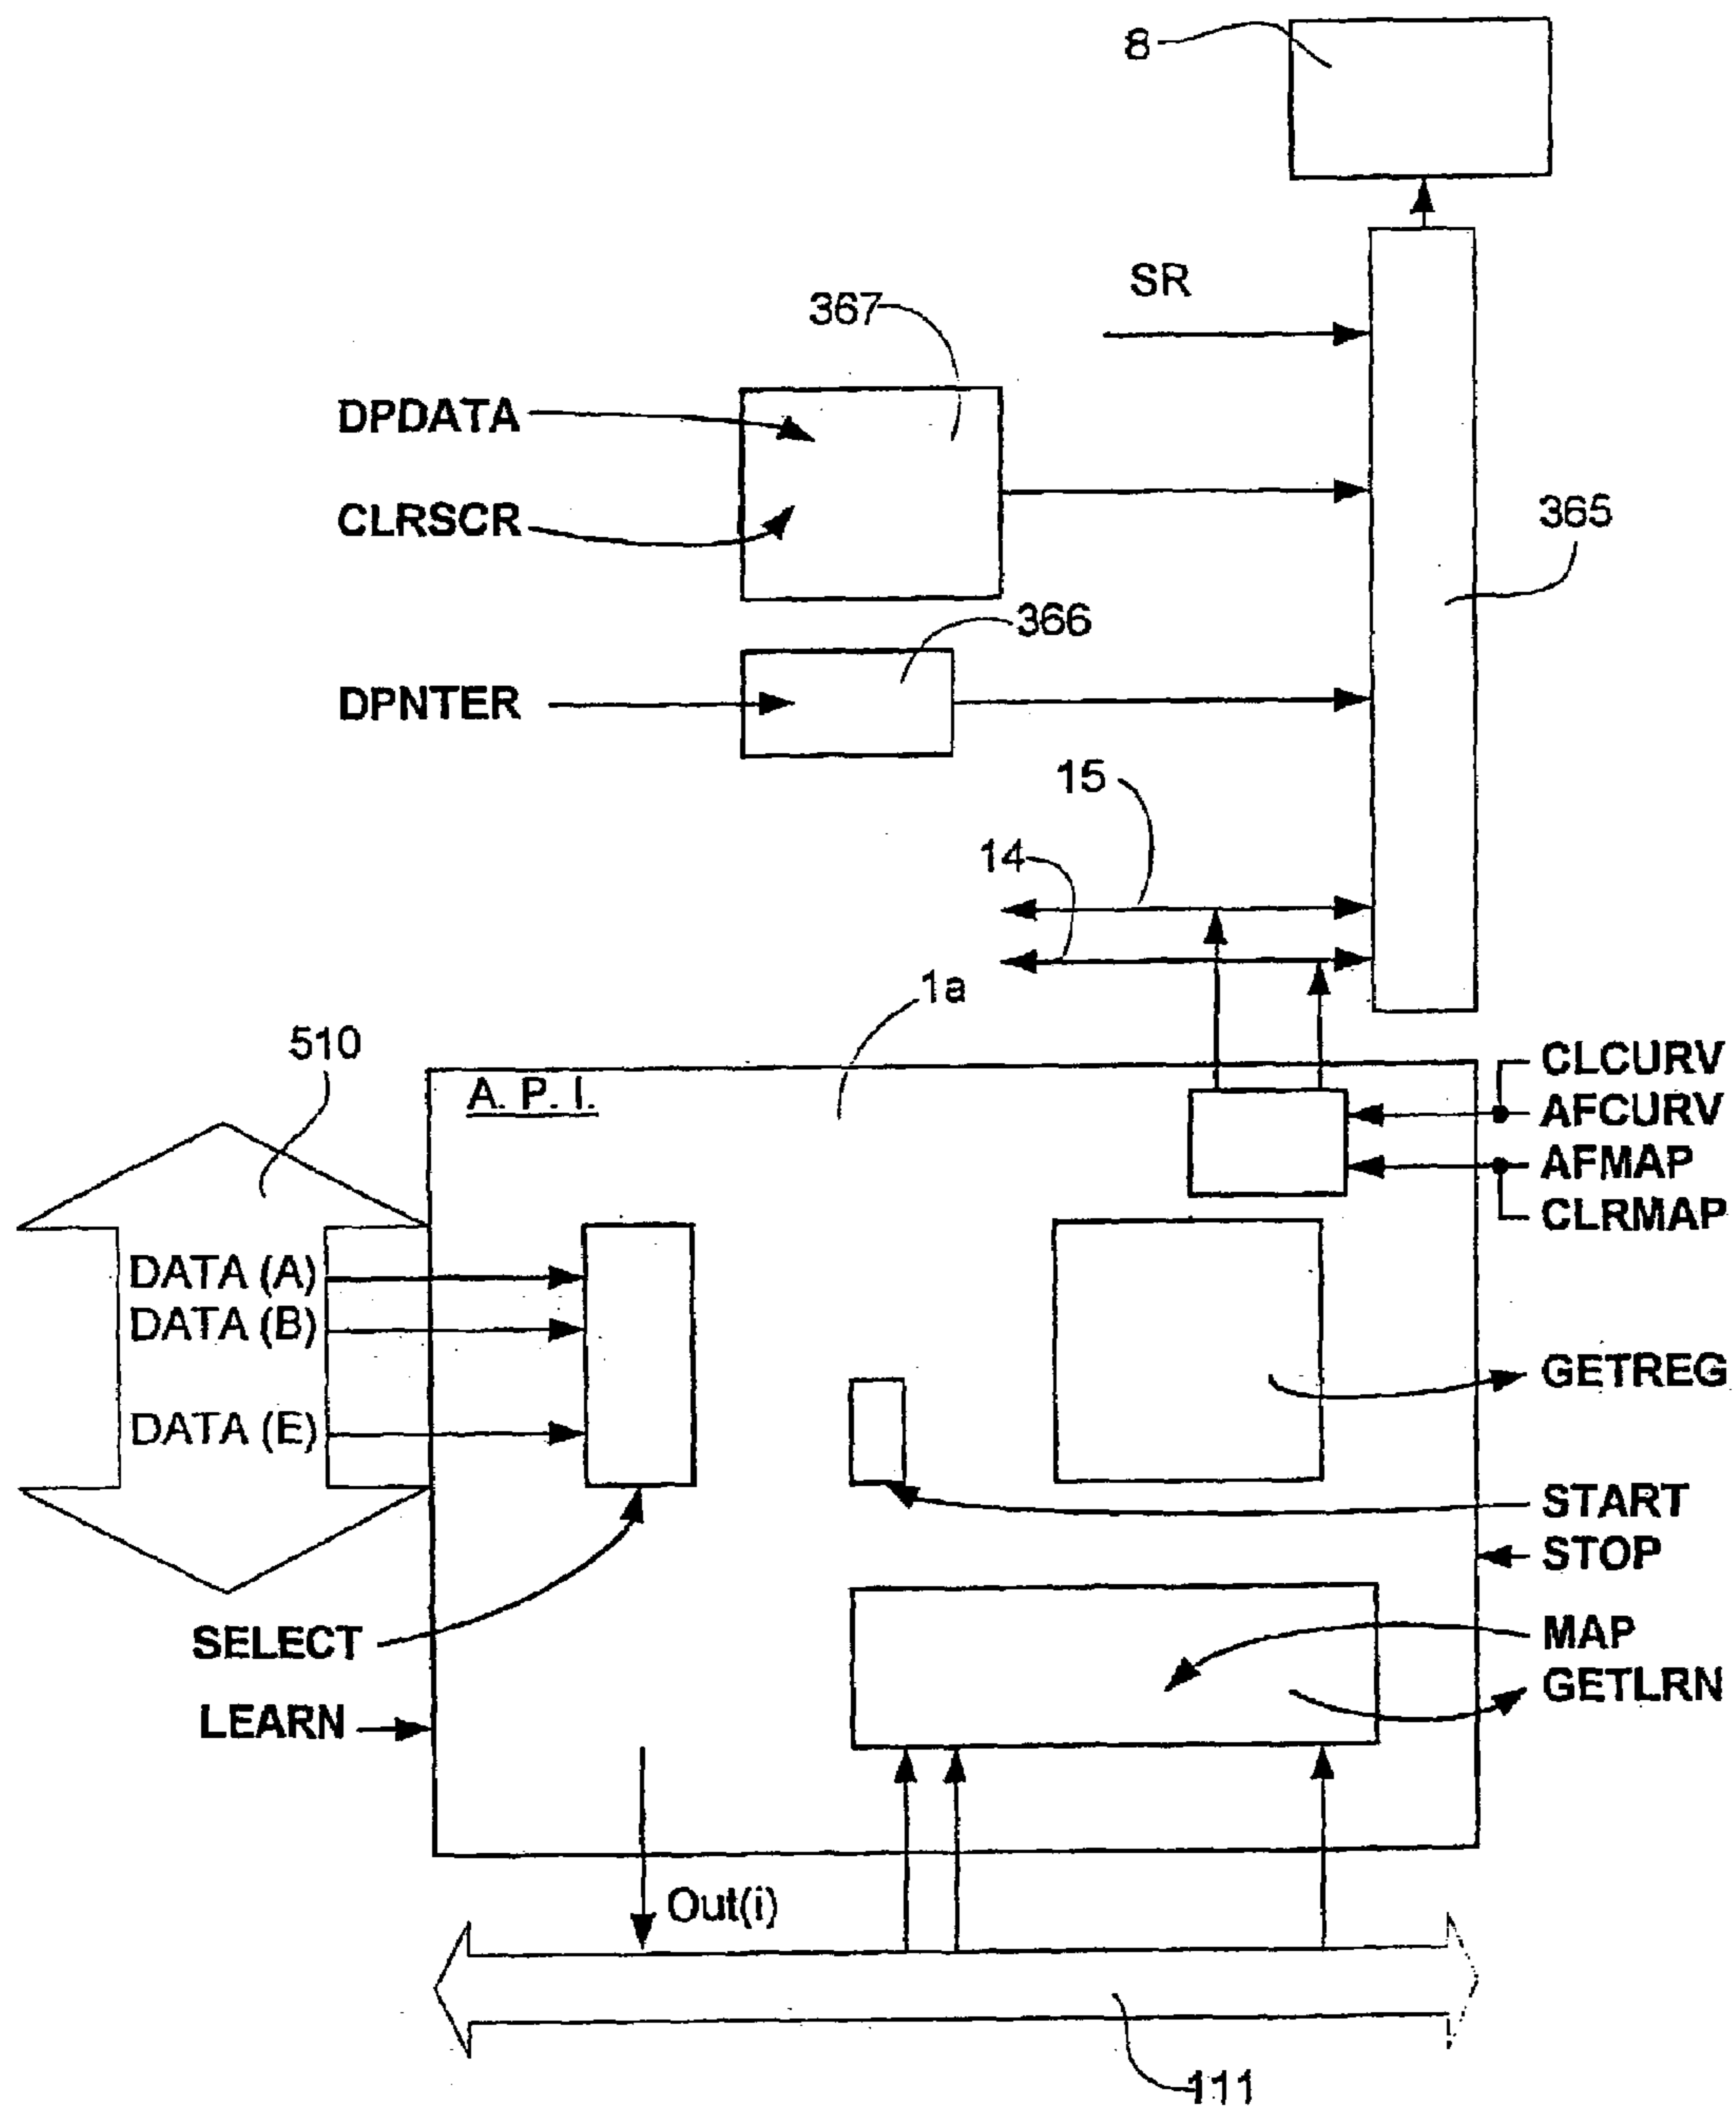 8
SR
367
DPDATA
CLRSCR
365
366
DPNTER
15
14
1a
510
A. P. I.
CLCURV
AFCURV
AFMAP
CLRMAP
DATA (A)
DATA (B)
DATA (E)
GETREG
START
STOP
SELECT
MAP
GETLRN
LEARN
Out(i)
111